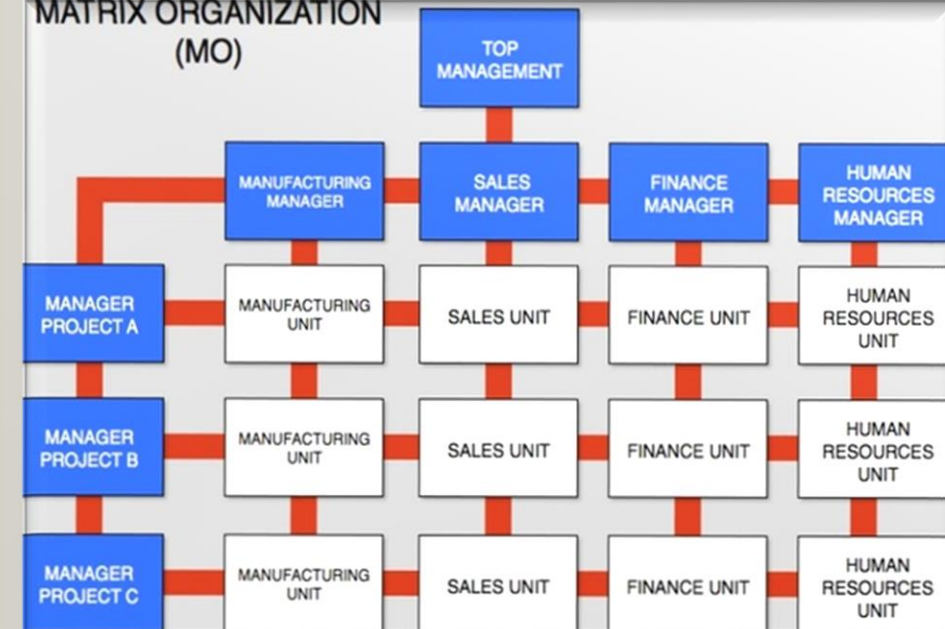 MATRIX ORGANIZATION
(MO)
TOP
MANAGEMENT
MANUFACTURING
MANAGER
SALES
MANAGER
FINANCE
MANAGER
HUMAN
RESOURCES
MANAGER
MANAGER
PROJECT A
MANUFACTURING
UNIT
SALES UNIT
FINANCE UNIT
HUMAN
RESOURCES
UNIT
MANAGER
PROJECT B
MANUFACTURING
UNIT
SALES UNIT
FINANCE UNIT
HUMAN
RESOURCES
UNIT
MANAGER
PROJECT C
MANUFACTURING
UNIT
SALES UNIT
FINANCE UNIT
HUMAN
RESOURCES
UNIT